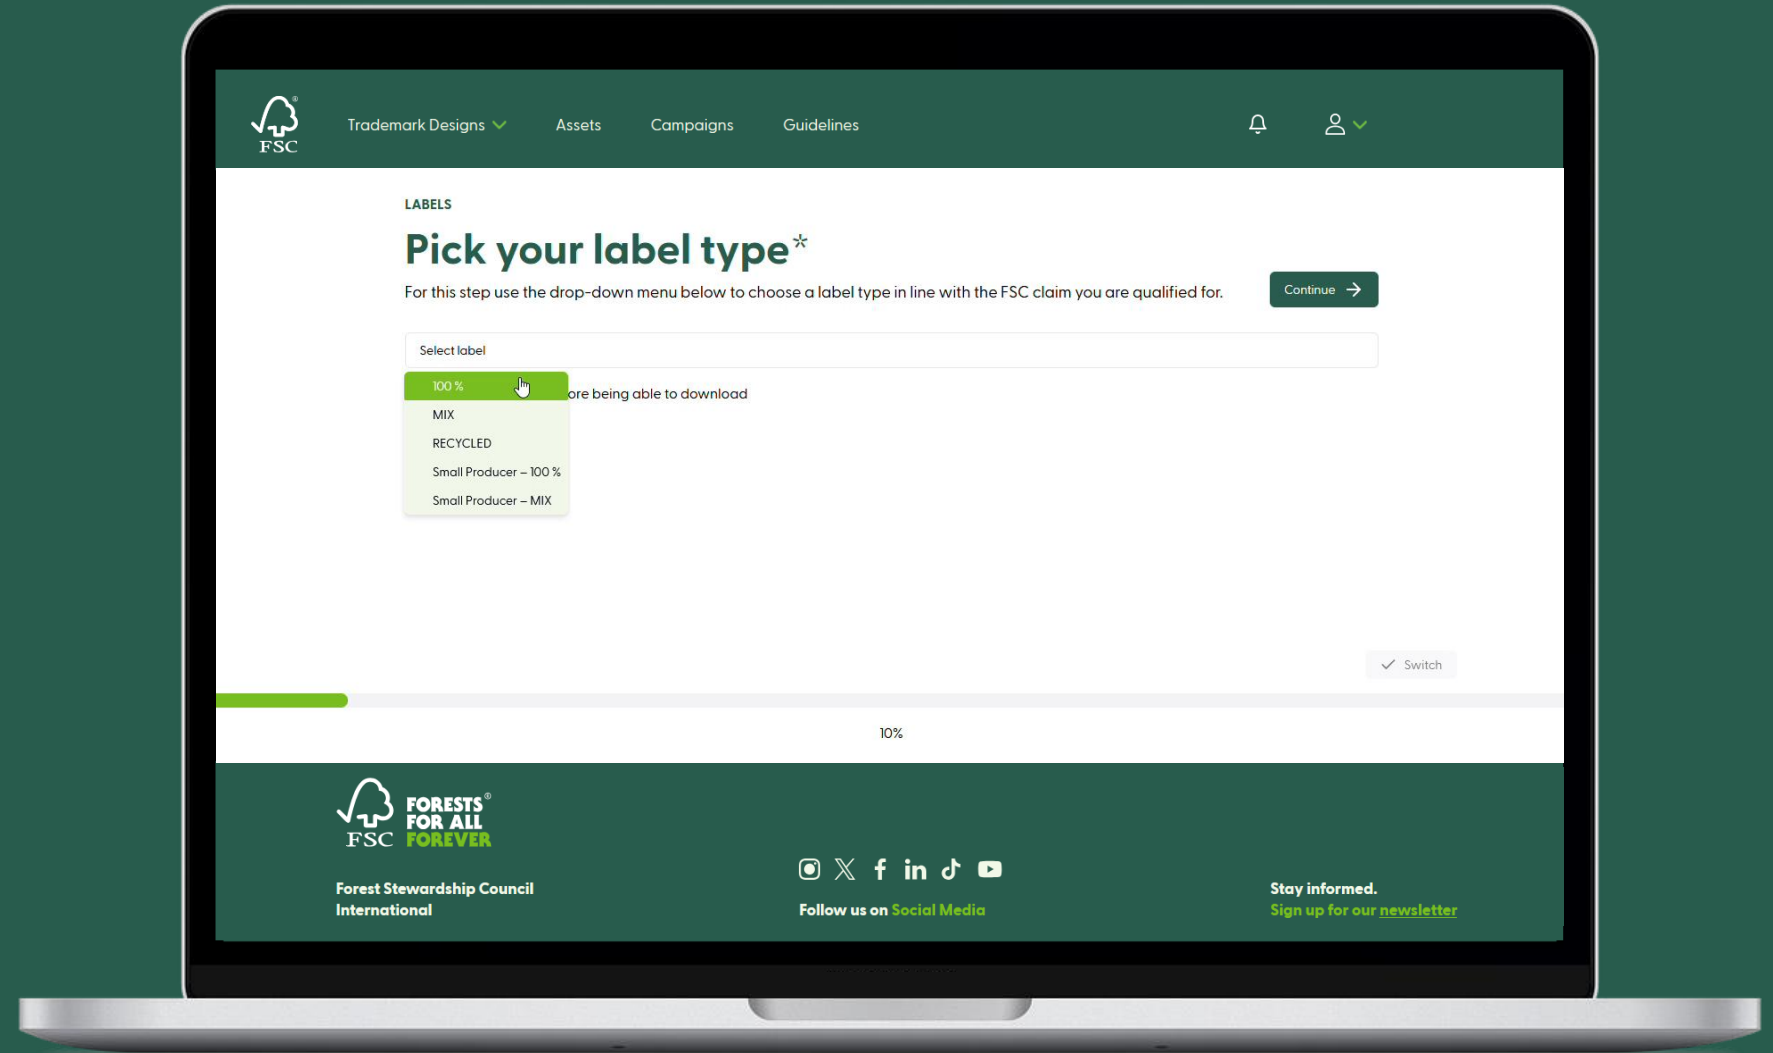 FSC
Trademark Designs
Assets
Campaigns
Guidelines
LABELS
Pick your label type*
For this step use the drop-down menu below to choose a label type in line with the FSC claim you are qualified for.
Continue
Select label
100 %
ore being able to download
MIX
RECYCLED
Small Producer – 100 %
Small Producer – MIX
Switch
10%
FSC
FORESTS®
FOR ALL
FOREVER
Forest Stewardship Council
International
Follow us on Social Media
Stay informed.
Sign up for our newsletter